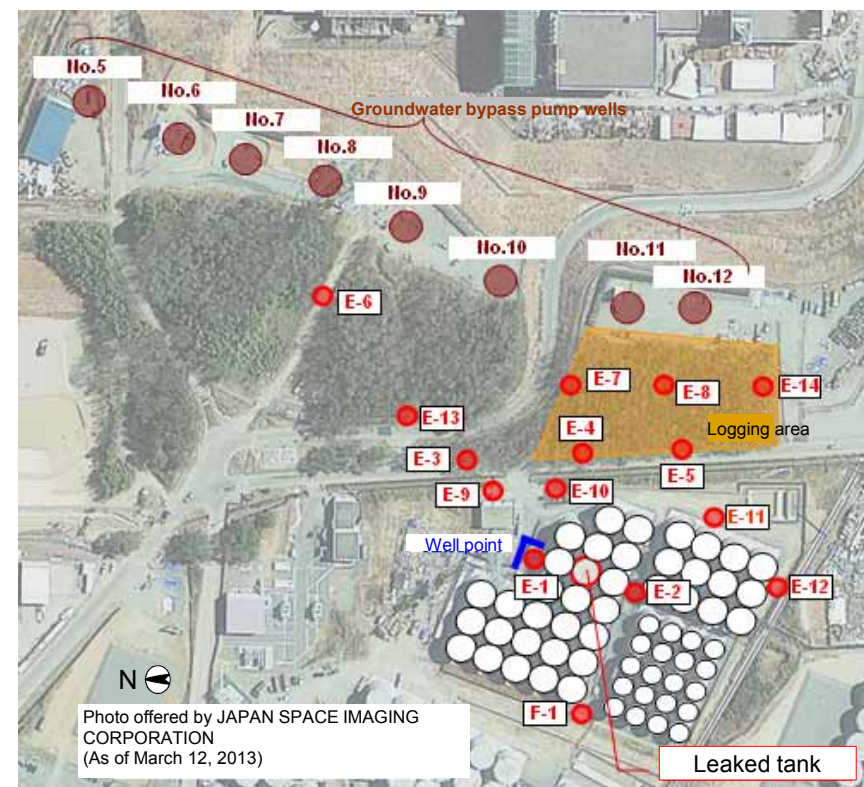 No.5
No.6
Groundwater bypass pump wells
No.7
No.8
No.9
No.10
No.11
No.12
E-6
E-7
E-8
E-14
E-13
Logging area
E-4
E-3
E-5
E-9
E-10
E-11
Well point
E-1
E-2
E-12
N
F-1
Photo offered by JAPAN SPACE IMAGING
CORPORATION
(As of March 12, 2013)
Leaked tank